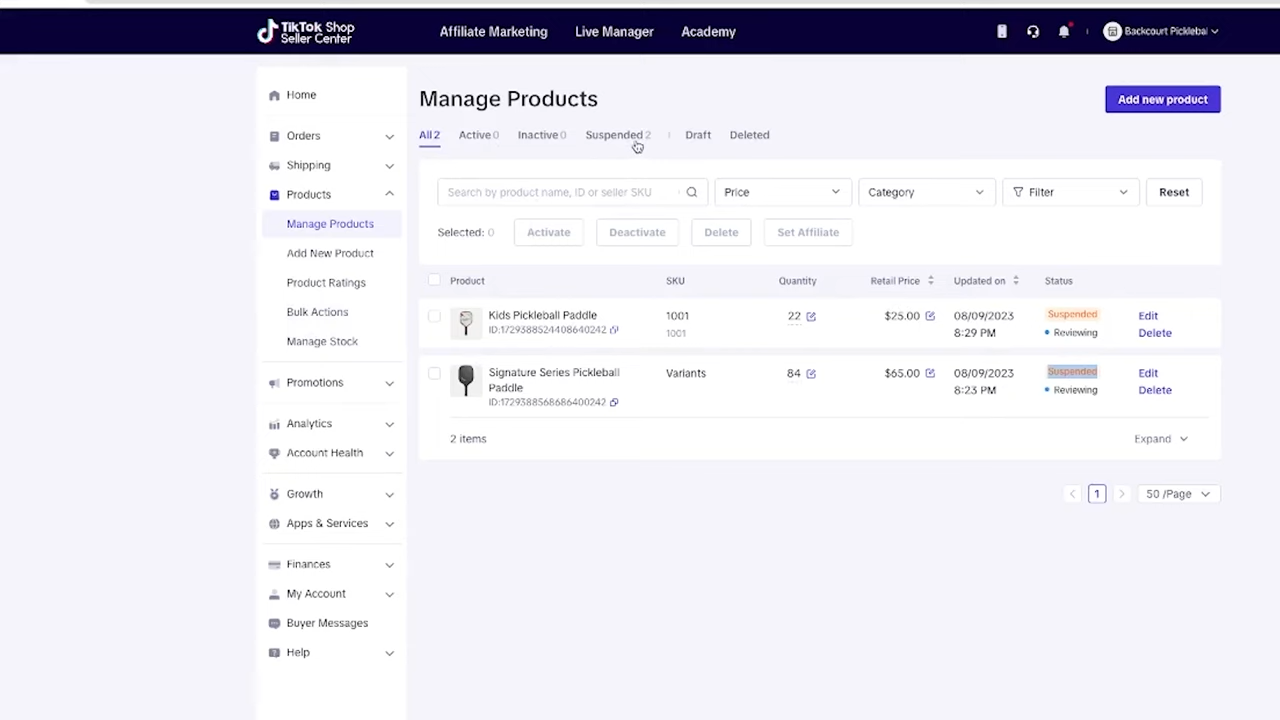 TikTok Shop
Seller Center
Affiliate Marketing
Live Manager
Academy
Backcourt Picklebal
Home
Orders
Shipping
Products
Manage Products
Add New Product
Product Ratings
Bulk Actions
Manage Stock
Promotions
Analytics
Account Health
Growth
Apps & Services
Finances
My Account
Buyer Messages
Help
Manage Products
Add new product
All 2 Active 0 Inactive 0 Suspended 2 Draft Deleted
Search by product name, ID or seller SKU
Price
Category
Filter
Reset
Selected: 0 Activate Deactivate Delete Set Affiliate
Product SKU Quantity Retail Price Updated on Status
Kids Pickleball Paddle 1001 22 $25.00 08/09/2023 Suspended Edit
ID:1729388524408640242 1001 8:29 PM Reviewing Delete
Signature Series Pickleball Variants 84 $65.00 08/09/2023 Suspended Edit
Paddle 8:23 PM Reviewing Delete
ID:1729388568686400242
2 items Expand
1 50 /Page